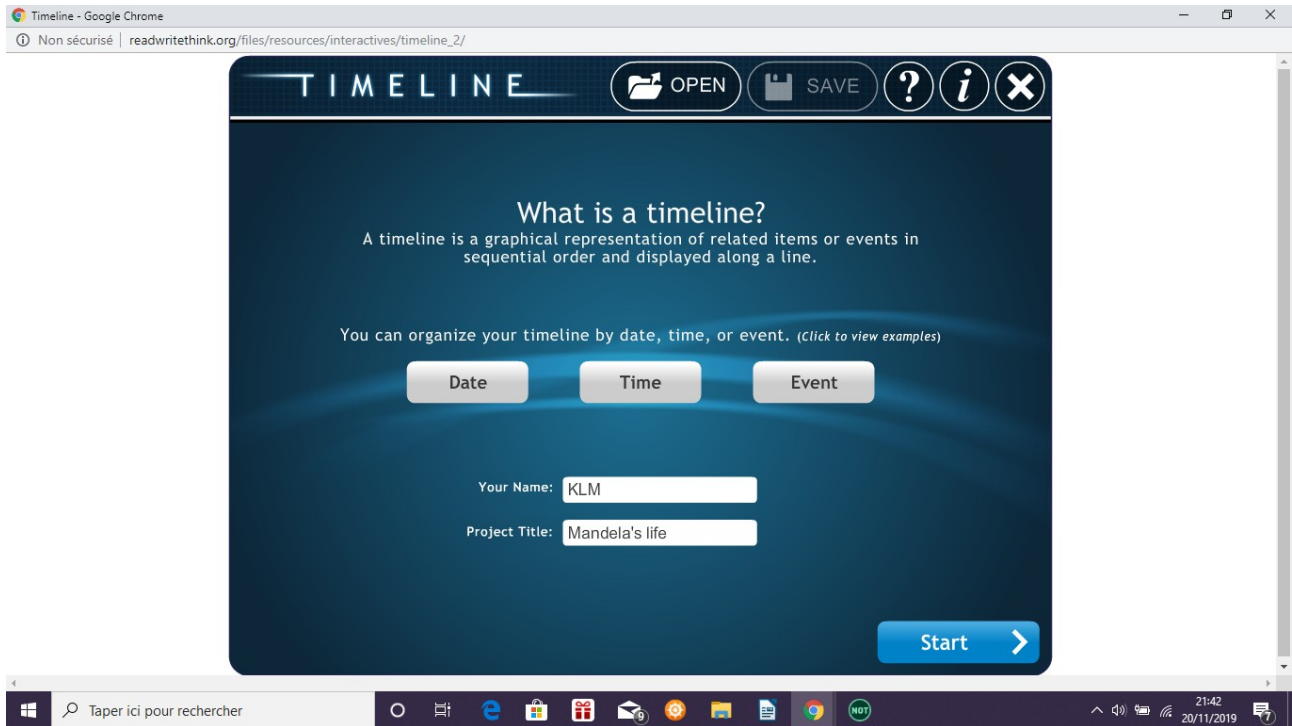 Timeline - Google Chrome
Non sécurisé | readwritethink.org/files/resources/interactives/timeline_2/
TIMELINE
OPEN
SAVE
?
i
What is a timeline?
A timeline is a graphical representation of related items or events in
sequential order and displayed along a line.
You can organize your timeline by date, time, or event. (Click to view examples)
Date
Time
Event
Your Name: KLM
Project Title: Mandela's life
Start
Taper ici pour rechercher
9
NOT
21:42
20/11/2019
7